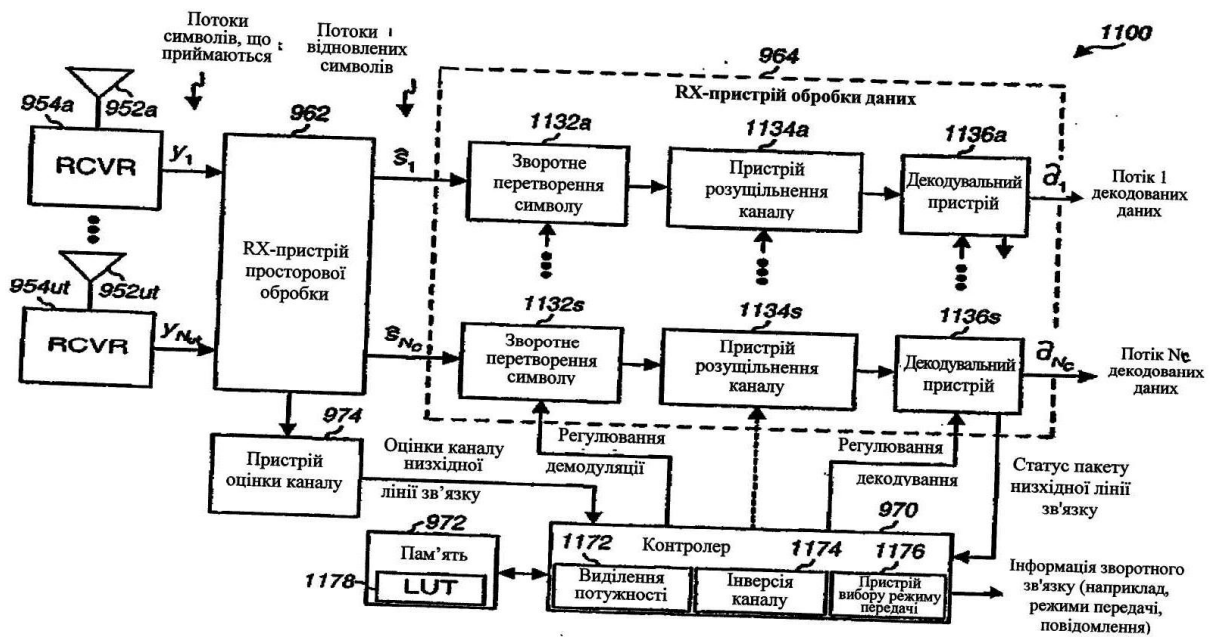 Потоки
символів, що
приймаються
Потоки
відновлених
символів
1100
964
RX-пристрій обробки даних
954a
952a
RCVR
y1
962
RX-пристрій
просторової
обробки
ŝ1
1132a
Зворотне
перетворення
символу
1134a
Пристрій
розущільнення
каналу
1136a
Декодувальний
пристрій
d̂1
Потік 1
декодованих
даних
954ut
952ut
RCVR
yNut
ŝNC
1132s
Зворотне
перетворення
символу
1134s
Пристрій
розущільнення
каналу
1136s
Декодувальний
пристрій
d̂NC
Потік Nc
декодованих
даних
974
Пристрій
оцінки каналу
Оцінки каналу
низхідної
лінії зв’язку
Регулювання
демодуляції
Регулювання
декодування
Статус пакету
низхідної лінії
зв'язку
972
Пам’ять
1178
LUT
970
Контролер
1172
Виділення
потужності
1174
Інверсія
каналу
1176
Пристрій
вибору режиму
передачі
Інформація зворотного
зв'язку (наприклад,
режими передачі,
повідомлення)